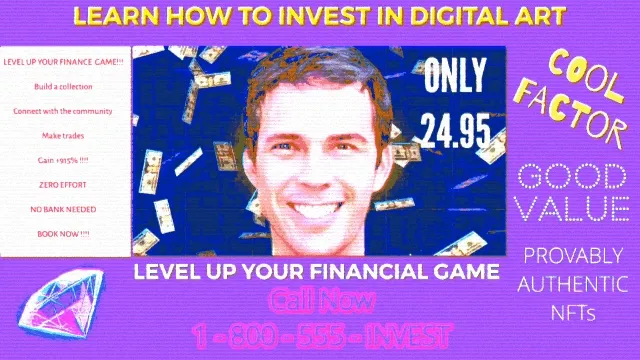 LEARN HOW TO INVEST IN DIGITAL ART
LEVEL UP YOUR FINANCE GAME!!!
Build a collection
Connect with the community
Make trades
Gain +915% !!!!
ZERO EFFORT
NO BANK NEEDED
BOOK NOW !!!!
ONLY
24.95
COOL
FACTOR
GOOD
VALUE
PROVABLY
AUTHENTIC
NFTs
LEVEL UP YOUR FINANCIAL GAME
Call Now
1 - 800 - 555 - INVEST